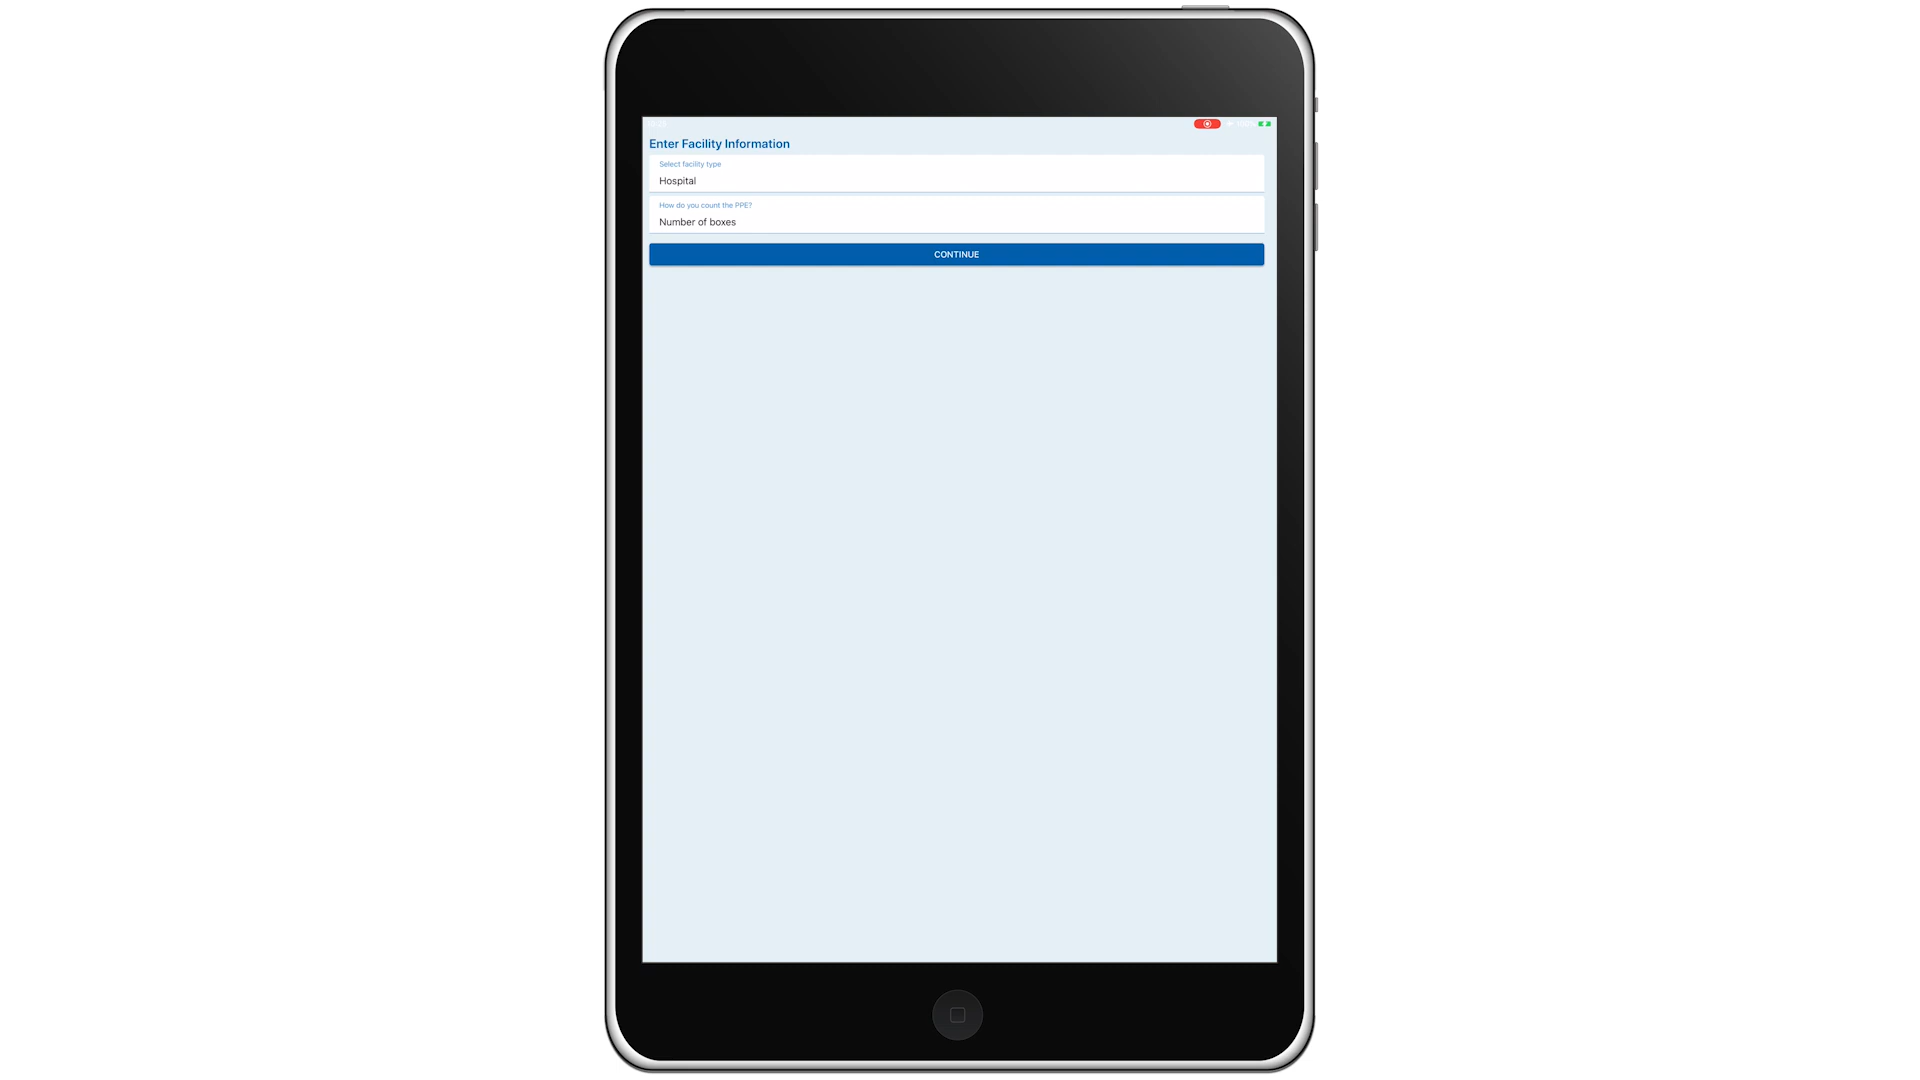 Enter Facility Information
Select facility type
Hospital
How do you count the PPE?
Number of boxes
CONTINUE